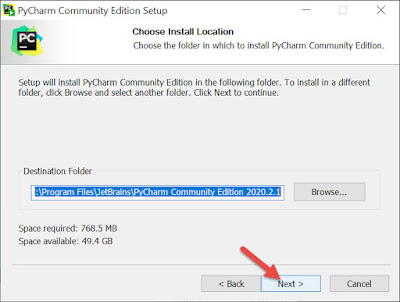 PyCharm Community Edition Setup
PC
Choose Install Location
Choose the folder in which to install PyCharm Community Edition.
Setup will install PyCharm Community Edition in the following folder. To install in a different
folder, click Browse and select another folder. Click Next to continue.
Destination Folder
:\Program Files\JetBrains\PyCharm Community Edition 2020.2.1
Browse...
Space required: 768.5 MB
Space available: 49.4 GB
< Back
Next >
Cancel